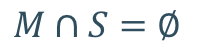 M ∩ S = ∅